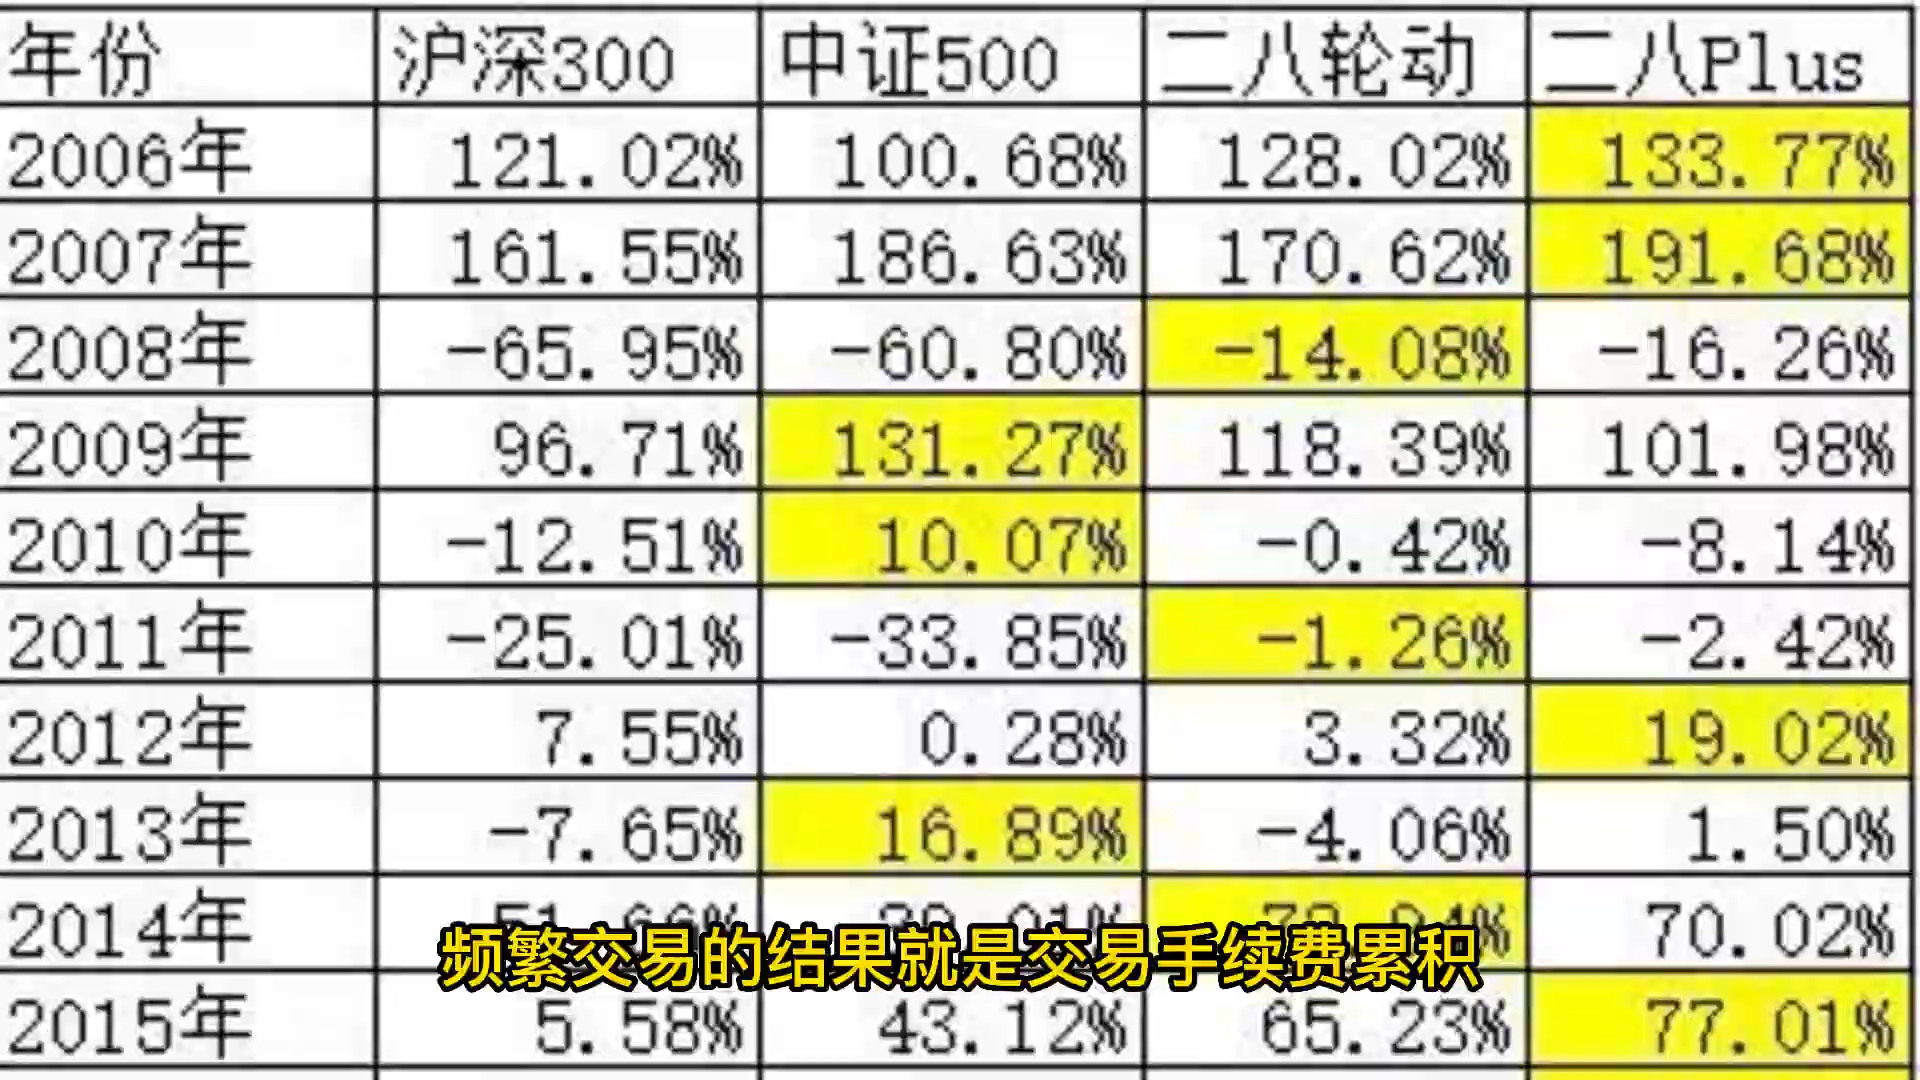 年份 沪深300 中证500 二八轮动 二八Plus
2006年 121.02% 100.68% 128.02% 133.77%
2007年 161.55% 186.63% 170.62% 191.68%
2008年 -65.95% -60.80% -14.08% -16.26%
2009年 96.71% 131.27% 118.39% 101.98%
2010年 -12.51% 10.07% -0.42% -8.14%
2011年 -25.01% -33.85% -1.26% -2.42%
2012年 7.55% 0.28% 3.32% 19.02%
2013年 -7.65% 16.89% -4.06% 1.50%
2014年 70.02%
频繁交易的结果就是交易手续费累积
2015年 5.58% 43.12% 65.23% 77.01%